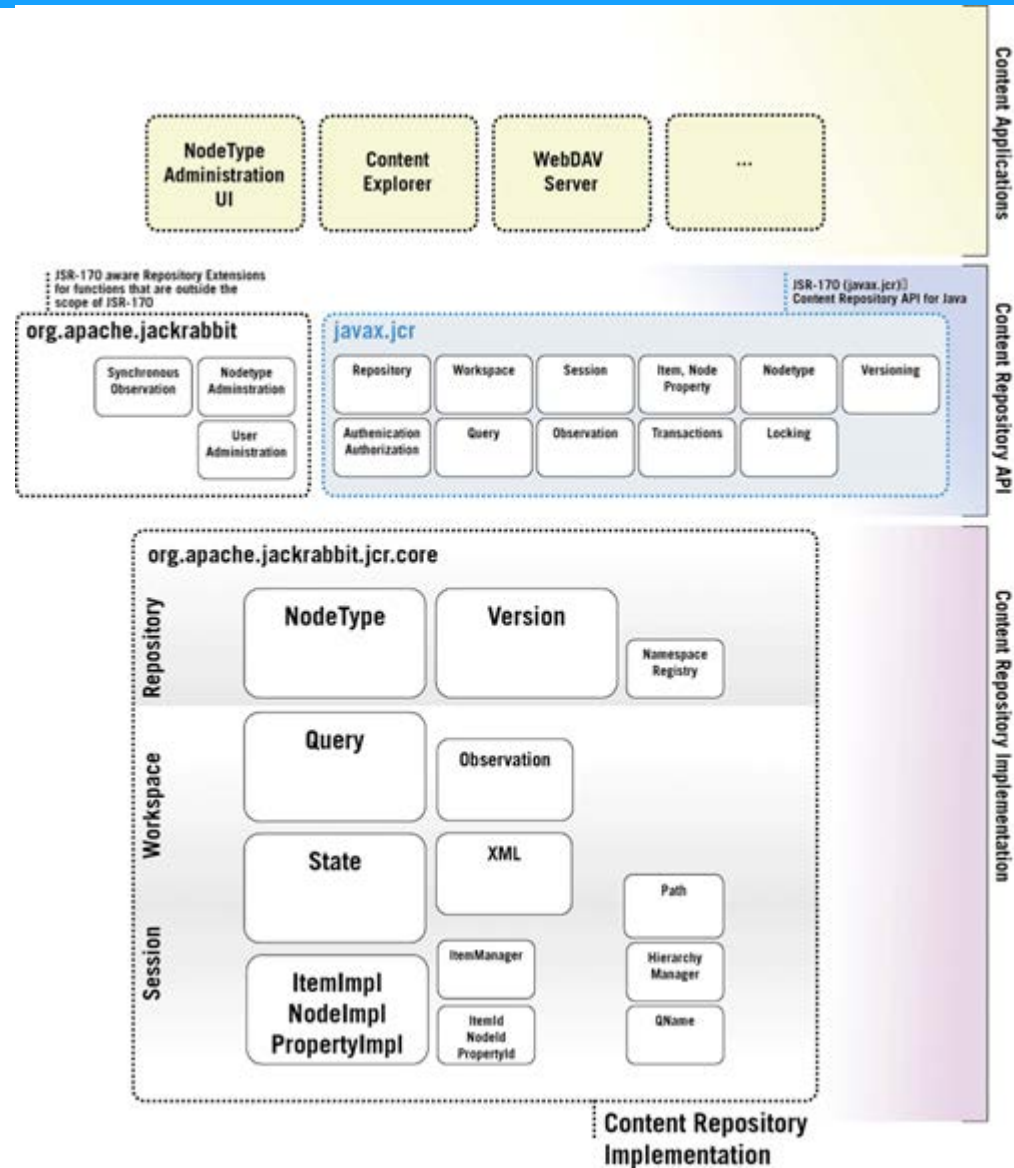 Content Applications
NodeType
Administration
UI
Content
Explorer
WebDAV
Server
...
JSR-170 aware Repository Extensions
for functions that are outside the
scope of JSR-170
JSR-170 (javax.jcr)
Content Repository API for Java
Content Repository API
org.apache.jackrabbit
Synchronous
Observation
Nodetype
Adminstration
User
Administration
javax.jcr
Repository
Workspace
Session
Item, Node
Property
Nodetype
Versioning
Authenication
Authorization
Query
Observation
Transactions
Locking
Content Repository Implementation
org.apache.jackrabbit.jcr.core
Repository
NodeType
Version
Namespace
Registry
Workspace
Query
Observation
State
XML
Path
Session
ItemImpl
NodeImpl
PropertyImpl
ItemManager
Hierarchy
Manager
ItemId
NodeId
PropertyId
QName
Content Repository
Implementation